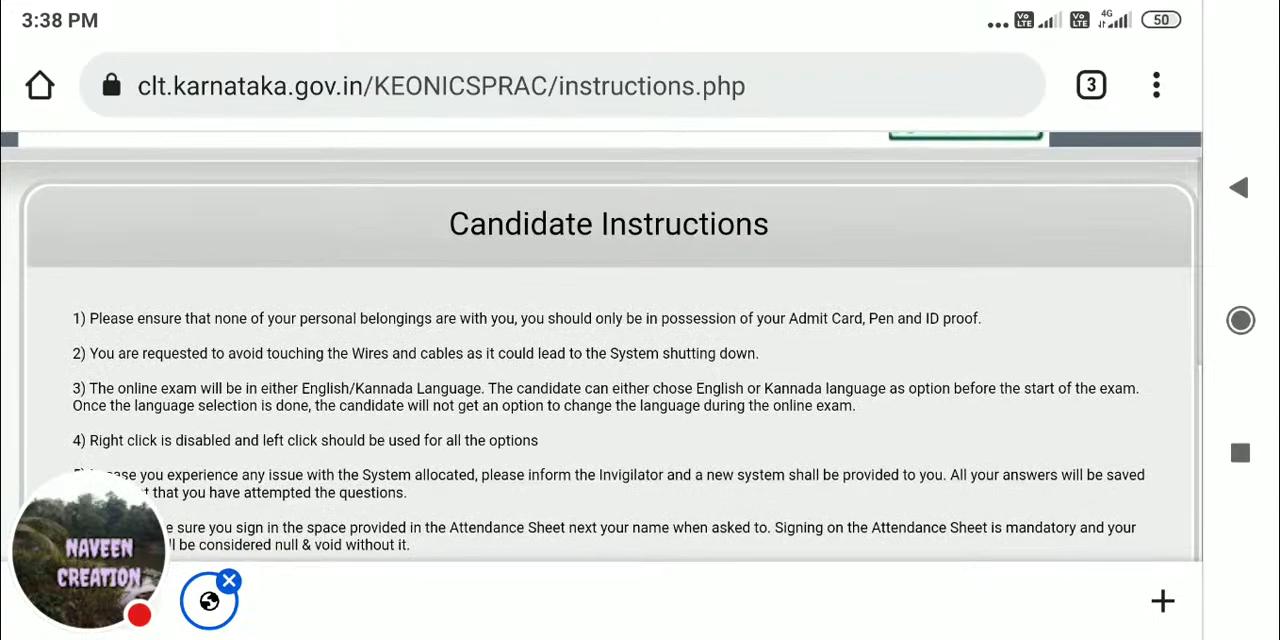 3:38 PM
Vo LTE Vo LTE 4G 50
clt.karnataka.gov.in/KEONICSPRAC/instructions.php
3
Candidate Instructions
1) Please ensure that none of your personal belongings are with you, you should only be in possession of your Admit Card, Pen and ID proof.
2) You are requested to avoid touching the Wires and cables as it could lead to the System shutting down.
3) The online exam will be in either English/Kannada Language. The candidate can either chose English or Kannada language as option before the start of the exam.
Once the language selection is done, the candidate will not get an option to change the language during the online exam.
4) Right click is disabled and left click should be used for all the options
you experience any issue with the System allocated, please inform the Invigilator and a new system shall be provided to you. All your answers will be saved
that you have attempted the questions.
sure you sign in the space provided in the Attendance Sheet next your name when asked to. Signing on the Attendance Sheet is mandatory and your
be considered null & void without it.
NAVEEN
CREATION